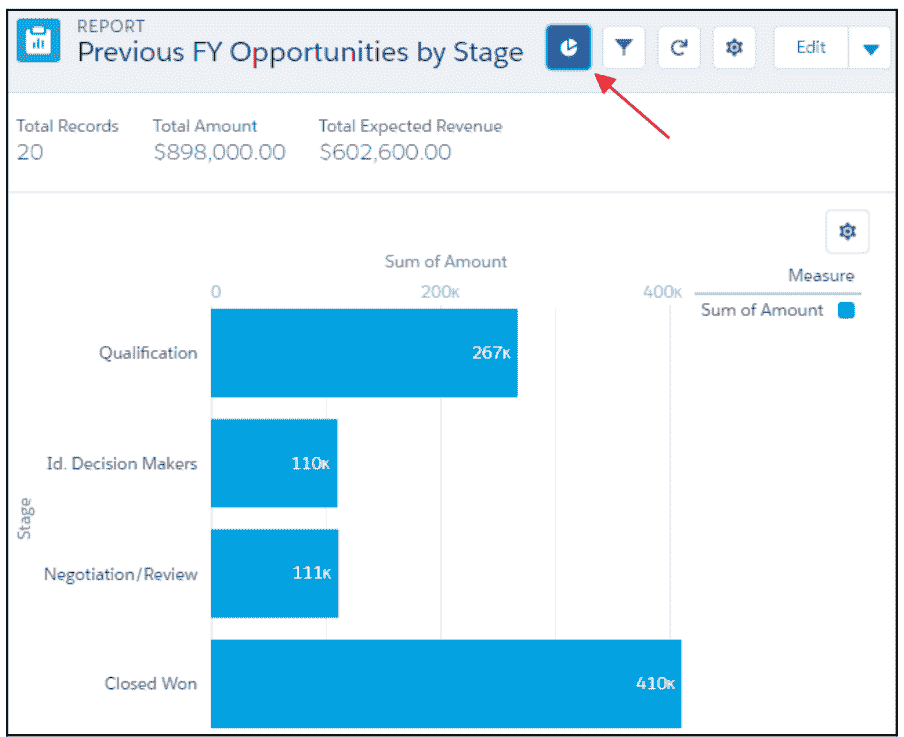 REPORT
Previous FY Opportunities by Stage
Edit
Total Records Total Amount Total Expected Revenue
20 $898,000.00 $602,600.00
Sum of Amount
0 200K 400K
Measure
Sum of Amount
Stage
Qualification 267K
Id. Decision Makers 110K
Negotiation/Review 111K
Closed Won 410K